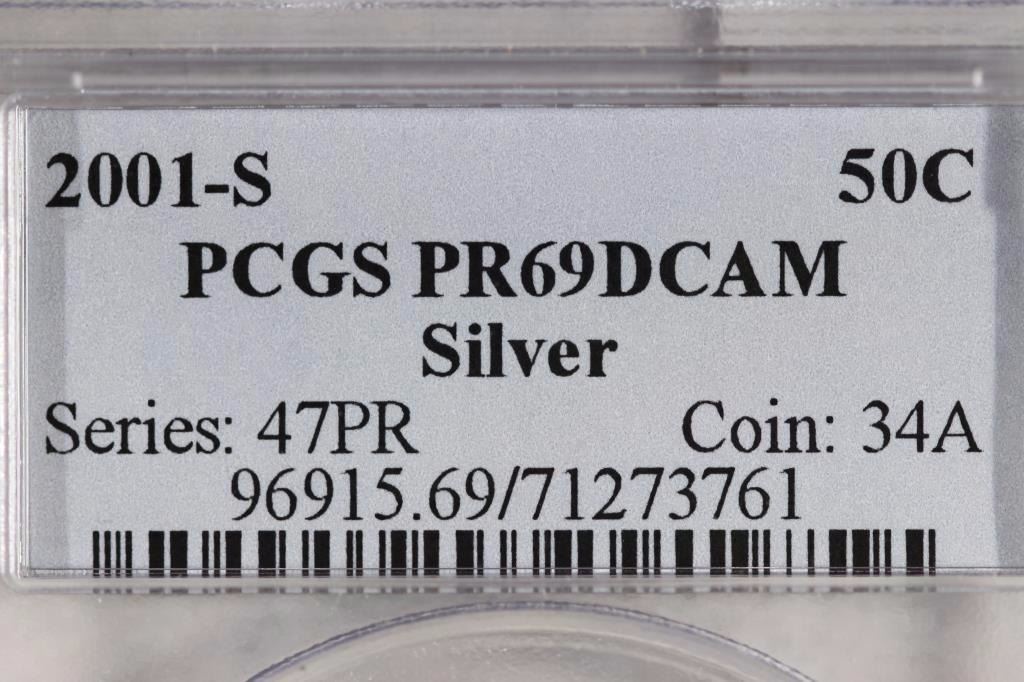 2001-S 50C
PCGS PR69DCAM
Silver
Series: 47PR Coin: 34A
96915.69/71273761